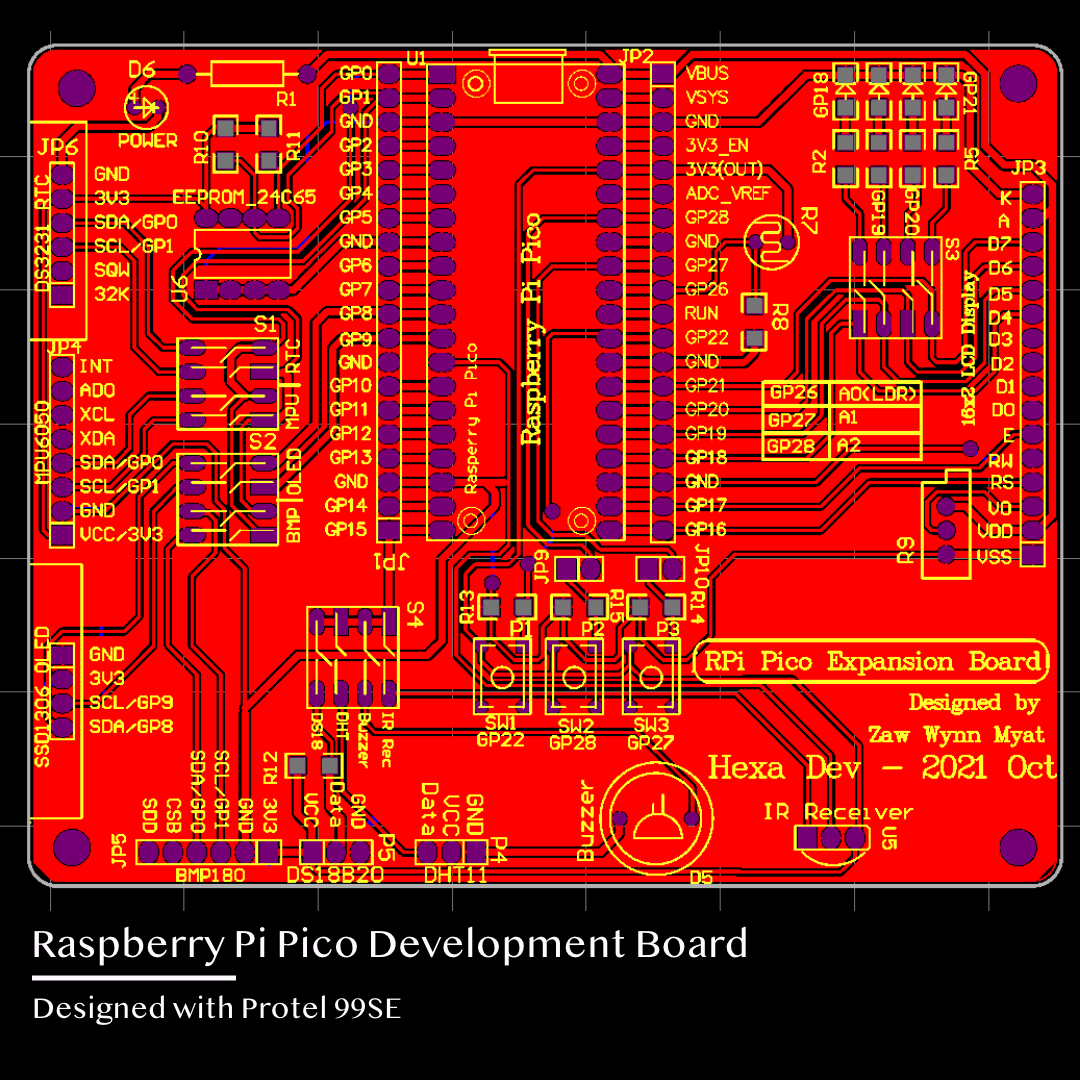 D6
R1
POWER
R10
R11
EEPROM_24C65
U6
JP6
DS3231 RTC
GND
3V3
SDA/GP0
SCL/GP1
SQW
32K
JP4
MPU6050
INT
ADO
XCL
XDA
SDA/GP0
SCL/GP1
GND
VCC/3V3
S1
MPU|RTC
S2
BMP|OLED
U1
JP1
GP0
GP1
GND
GP2
GP3
GP4
GP5
GND
GP6
GP7
GP8
GP9
GND
GP10
GP11
GP12
GP13
GND
GP14
GP15
Raspberry Pi Pico
Rasperry Pi Pico
JP2
VBUS
VSYS
GND
3V3_EN
3V3(OUT)
ADC_VREF
GP28
GND
GP27
GP26
RUN
GP22
GND
GP21
GP20
GP19
GP18
GND
GP17
GP16
R7
R8
GP18
GP21
R2
R5
GP19
GP20
S3
GP26 A0(LDR)
GP27 A1
GP28 A2
16x2 LCD Display
JP3
K
A
D7
D6
D5
D4
D3
D2
D1
D0
E
RW
RS
VO
VDD
VSS
R9
JP9
JP10
R13
R15
R14
P1
P2
P3
SW1
GP22
SW2
GP28
SW3
GP27
S4
DS18
DHT
Buzzer
IR Rec
R12
SSD1306 OLED
GND
3V3
SCL/GP9
SDA/GP8
JP5
SDO
CSB
SDA/GP0
SCL/GP1
GND
3V3
BMP180
VCC
Data
GND
P5
DS18B20
Data
VCC
GND
P4
DHT11
Buzzer
D5
RPi Pico Expansion Board
Designed by
Zaw Wynn Myat
Hexa Dev - 2021 Oct
IR Receiver
U5
Raspberry Pi Pico Development Board
Designed with Protel 99SE